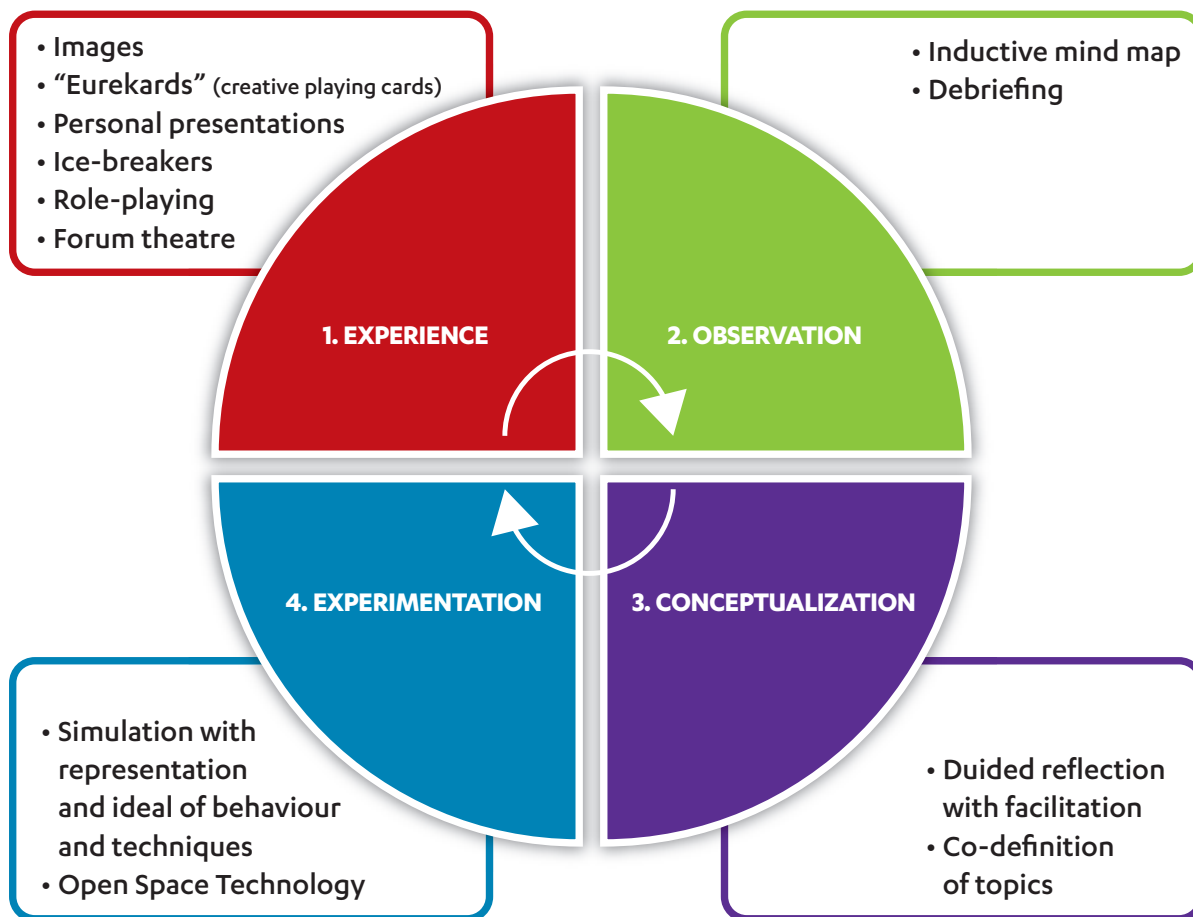 • Images
• “Eurekards” (creative playing cards)
• Personal presentations
• Ice-breakers
• Role-playing
• Forum theatre
• Inductive mind map
• Debriefing
1. EXPERIENCE
2. OBSERVATION
4. EXPERIMENTATION
3. CONCEPTUALIZATION
• Simulation with
representation
and ideal of behaviour
and techniques
• Open Space Technology
• Duided reflection
with facilitation
• Co-definition
of topics